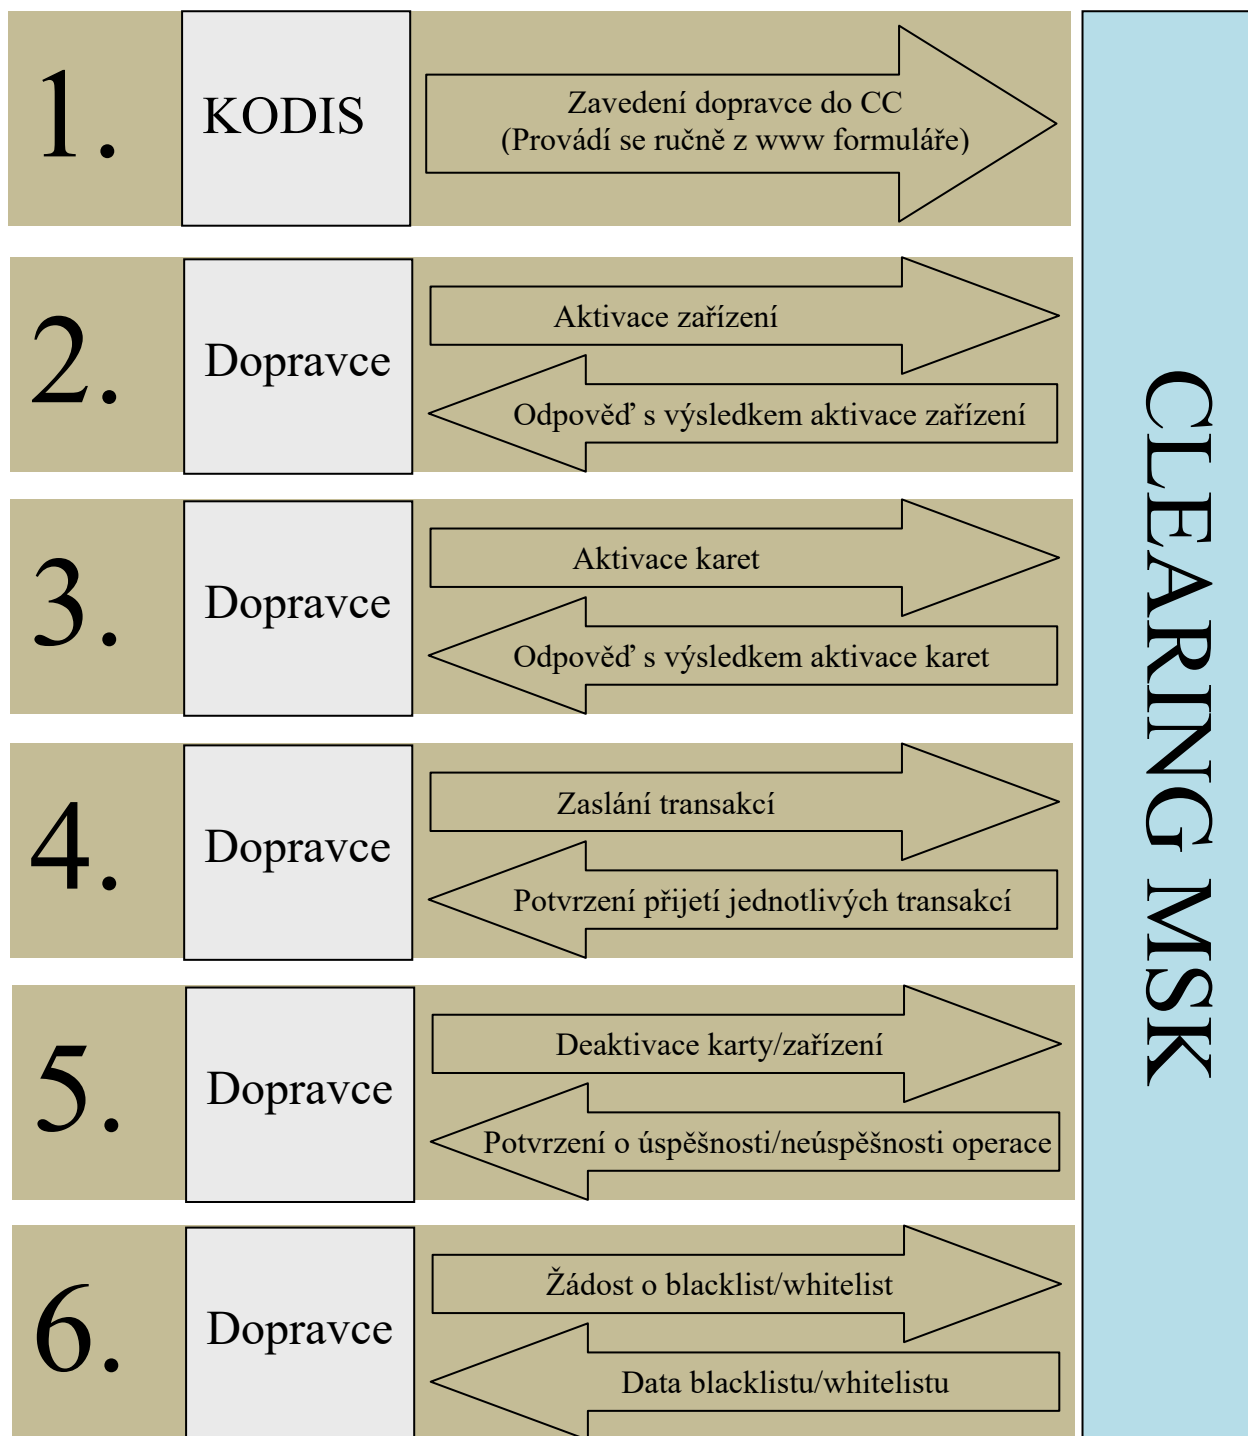 1.
KODIS
Zavedení dopravce do CC
(Provádí se ručně z www formuláře)
2.
Dopravce
Aktivace zařízení
Odpověď s výsledkem aktivace zařízení
3.
Dopravce
Aktivace karet
Odpověď s výsledkem aktivace karet
4.
Dopravce
Zaslání transakcí
Potvrzení přijetí jednotlivých transakcí
5.
Dopravce
Deaktivace karty/zařízení
Potvrzení o úspěšnosti/neúspěšnosti operace
6.
Dopravce
Žádost o blacklist/whitelist
Data blacklistu/whitelistu
CLEARING MSK